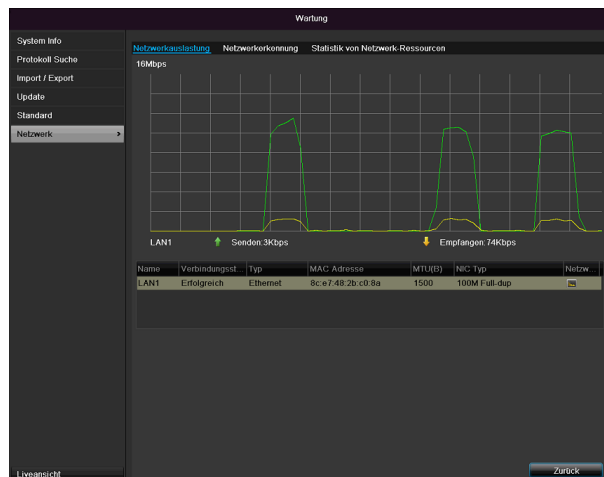 Wartung
System Info
Protokoll Suche
Import / Export
Update
Standard
Netzwerk
Netzwerkauslastung Netzwerkerkennung Statistik von Netzwerk-Ressourcen
16Mbps
LAN1 Senden:3Kbps Empfangen:74Kbps
Name Verbindungsst... Typ MAC Adresse MTU(B) NIC Typ Netzw...
LAN1 Erfolgreich Ethernet 8c:e7:48:2b:c0:8a 1500 100M Full-dup
Liveansicht
Zurück